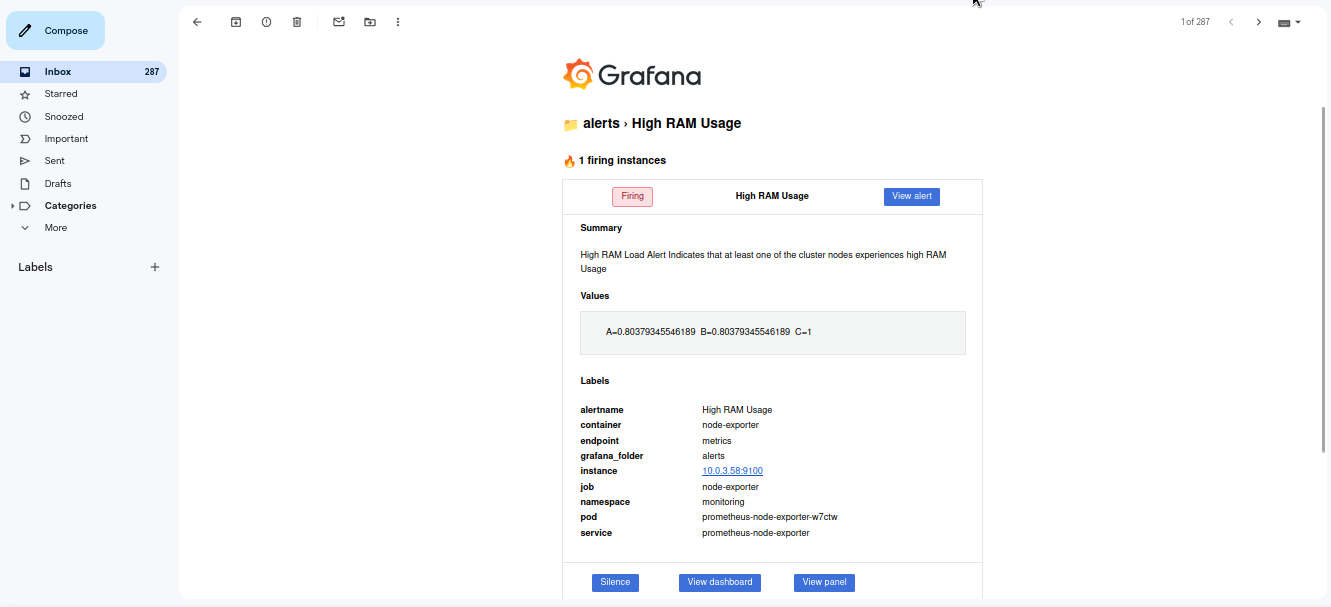 Compose
1 of 287
Inbox 287
Starred
Snoozed
Important
Sent
Drafts
Categories
More
Labels
Grafana
alerts › High RAM Usage
1 firing instances
Firing High RAM Usage View alert
Summary
High RAM Load Alert Indicates that at least one of the cluster nodes experiences high RAM
Usage
Values
A=0.80379345546189 B=0.80379345546189 C=1
Labels
alertname High RAM Usage
container node-exporter
endpoint metrics
grafana_folder alerts
instance 10.0.3.58:9100
job node-exporter
namespace monitoring
pod prometheus-node-exporter-w7ctw
service prometheus-node-exporter
Silence View dashboard View panel